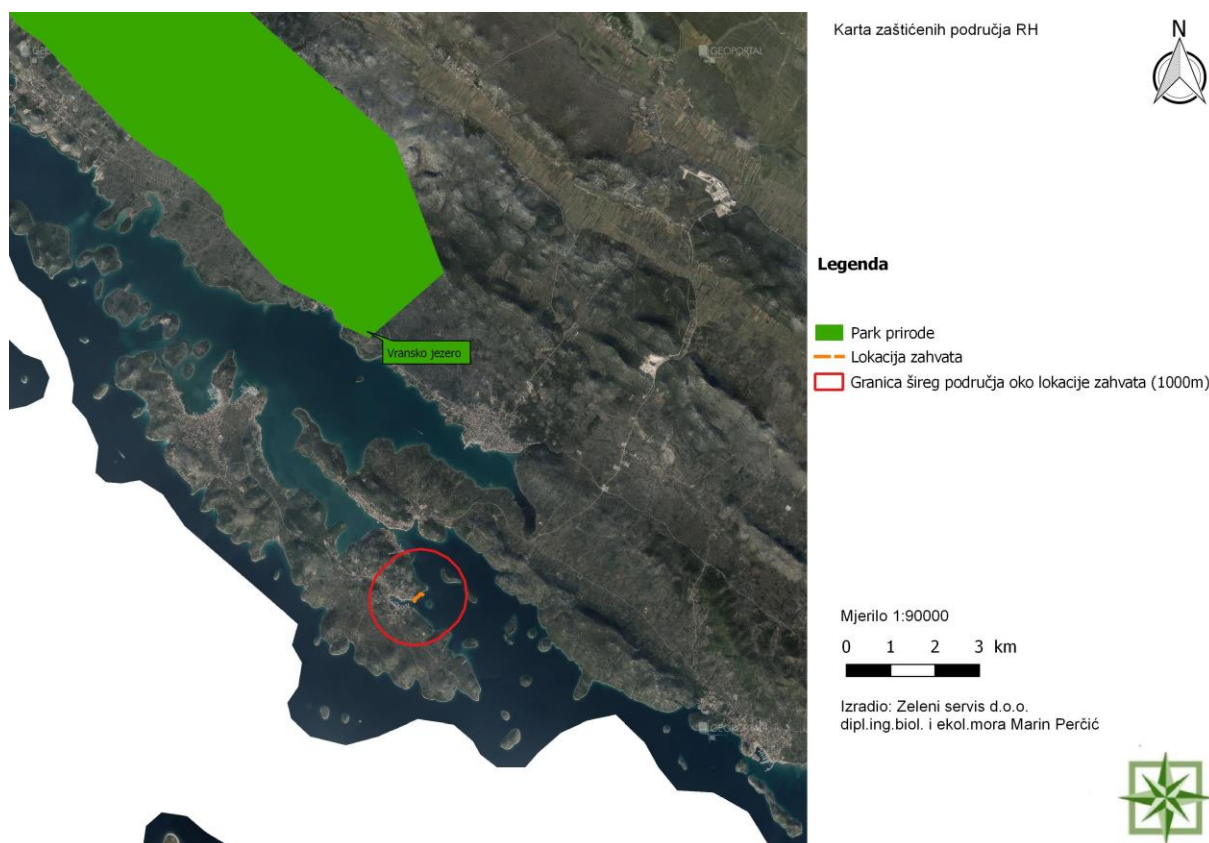 Karta zaštićenih područja RH
N
GEOPORTAL
Vransko jezero
Legenda
Park prirode
Lokacija zahvata
Granica šireg područja oko lokacije zahvata (1000m)
Mjerilo 1:90000
0 1 2 3 km
Izradio: Zeleni servis d.o.o.
dipl.ing.biol. i ekol.mora Marin Perčić